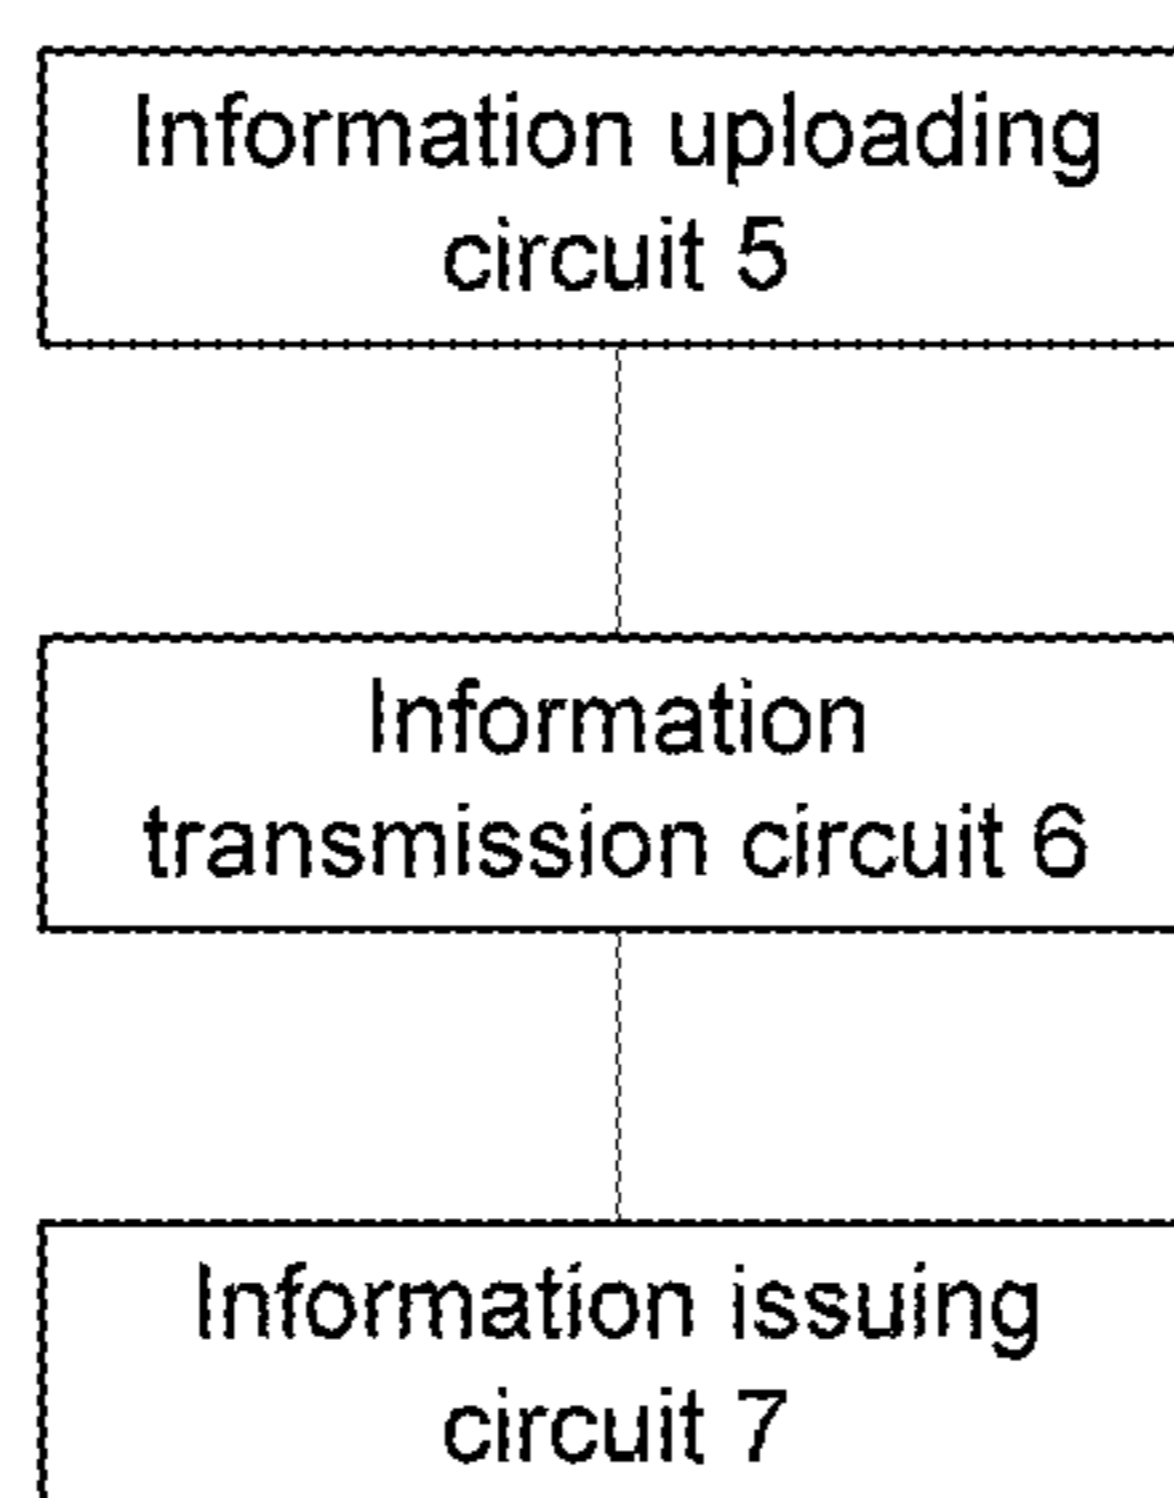 Information uploading
circuit 5
Information
transmission circuit 6
Information issuing
circuit 7